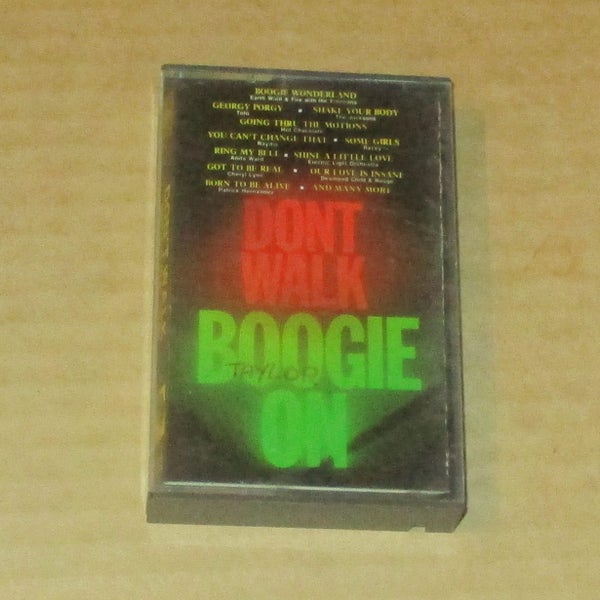 BOOGIE WONDERLAND
Earth Wind & Fire with the Emotions
GEORGY PORGY • SHAKE YOUR BODY
Toto The Jacksons
GOING THRU THE MOTIONS
Hot Chocolate
YOU CAN'T CHANGE THAT • SOME GIRLS
Raydio Racey
RING MY BELL • SHINE A LITTLE LOVE
Anita Ward Electric Light Orchestra
GOT TO BE REAL • OUR LOVE IS INSANE
Cheryl Lynn Desmond Child & Rouge
BORN TO BE ALIVE • AND MANY MORE
Patrick Hernandez
DONT
WALK
BOOGIE
TAYLOR
ON